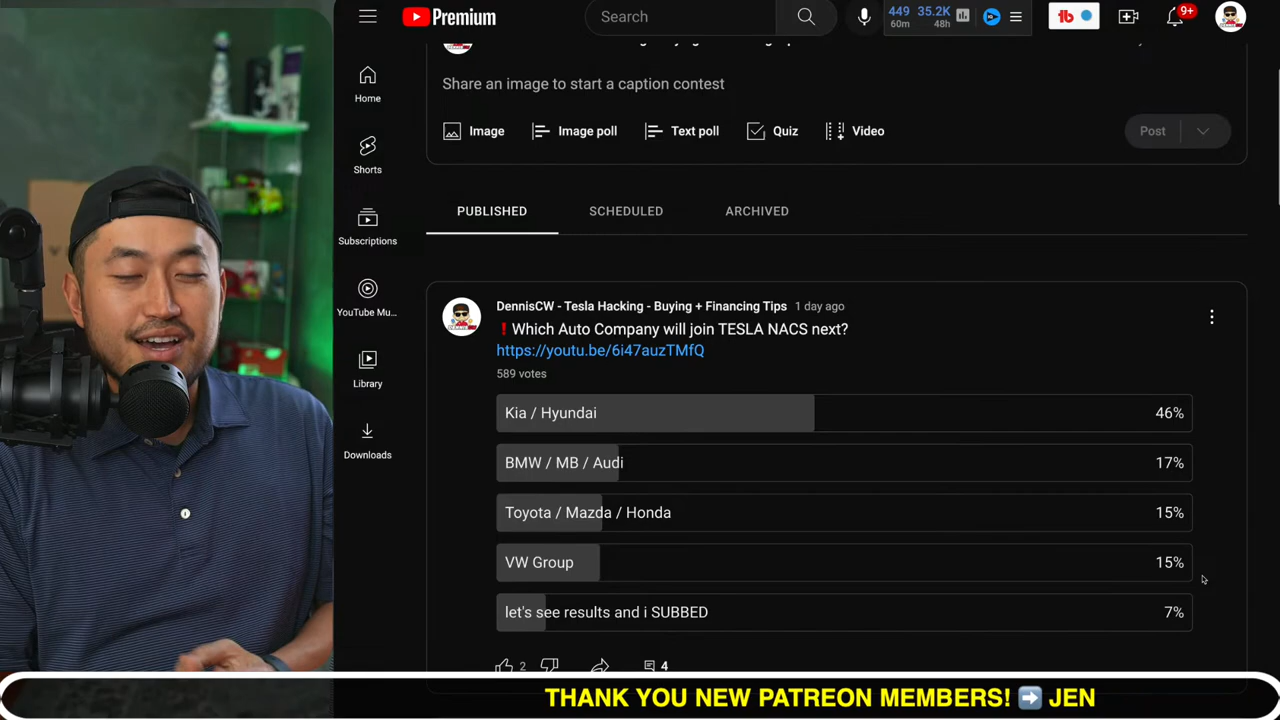 Premium
Search
449 35.2K
60m 48h
9+
Home
Share an image to start a caption contest
Image
Image poll
Text poll
Quiz
Video
Post
Shorts
PUBLISHED
SCHEDULED
ARCHIVED
Subscriptions
YouTube Mu...
DennisCW - Tesla Hacking - Buying + Financing Tips 1 day ago
❗Which Auto Company will join TESLA NACS next?
https://youtu.be/6i47auzTMfQ
589 votes
Library
Kia / Hyundai 46%
Downloads
BMW / MB / Audi 17%
Toyota / Mazda / Honda 15%
VW Group 15%
let's see results and i SUBBED 7%
2
4
THANK YOU NEW PATREON MEMBERS! ➡️ JEN